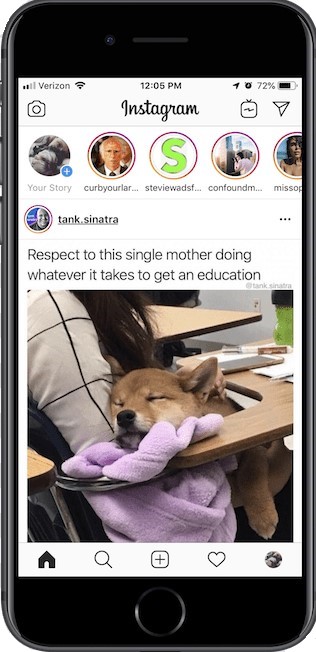 Verizon 12:05 PM 72%
Instagram
Your Story curbyourlar... steviewadsf... confoundm... missop
S
tank.sinatra
Respect to this single mother doing
whatever it takes to get an education
@tank.sinatra